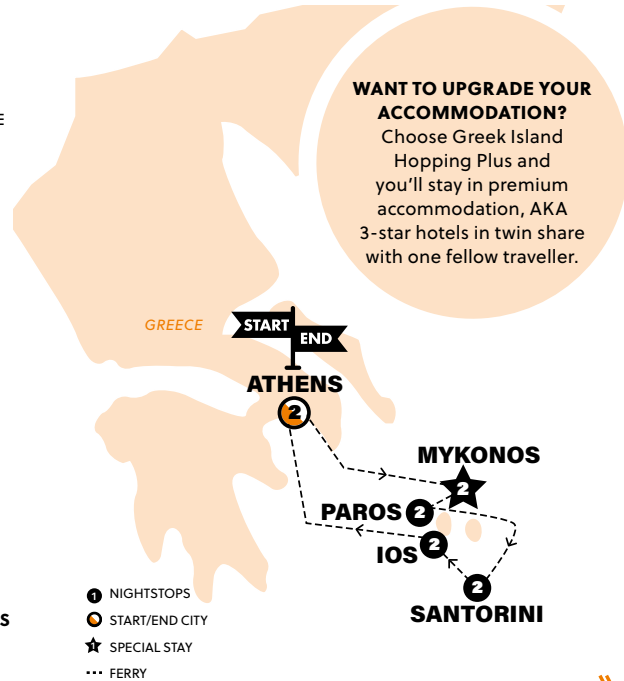 E
WANT TO UPGRADE YOUR
ACCOMMODATION?
Choose Greek Island
Hopping Plus and
you'll stay in premium
accommodation, AKA
3-star hotels in twin share
with one fellow traveller.
GREECE
START
END
ATHENS
2
MYKONOS
2
PAROS 2
IOS 2
2
SANTORINI
1 NIGHTSTOPS
START/END CITY
1 SPECIAL STAY
FERRY
S